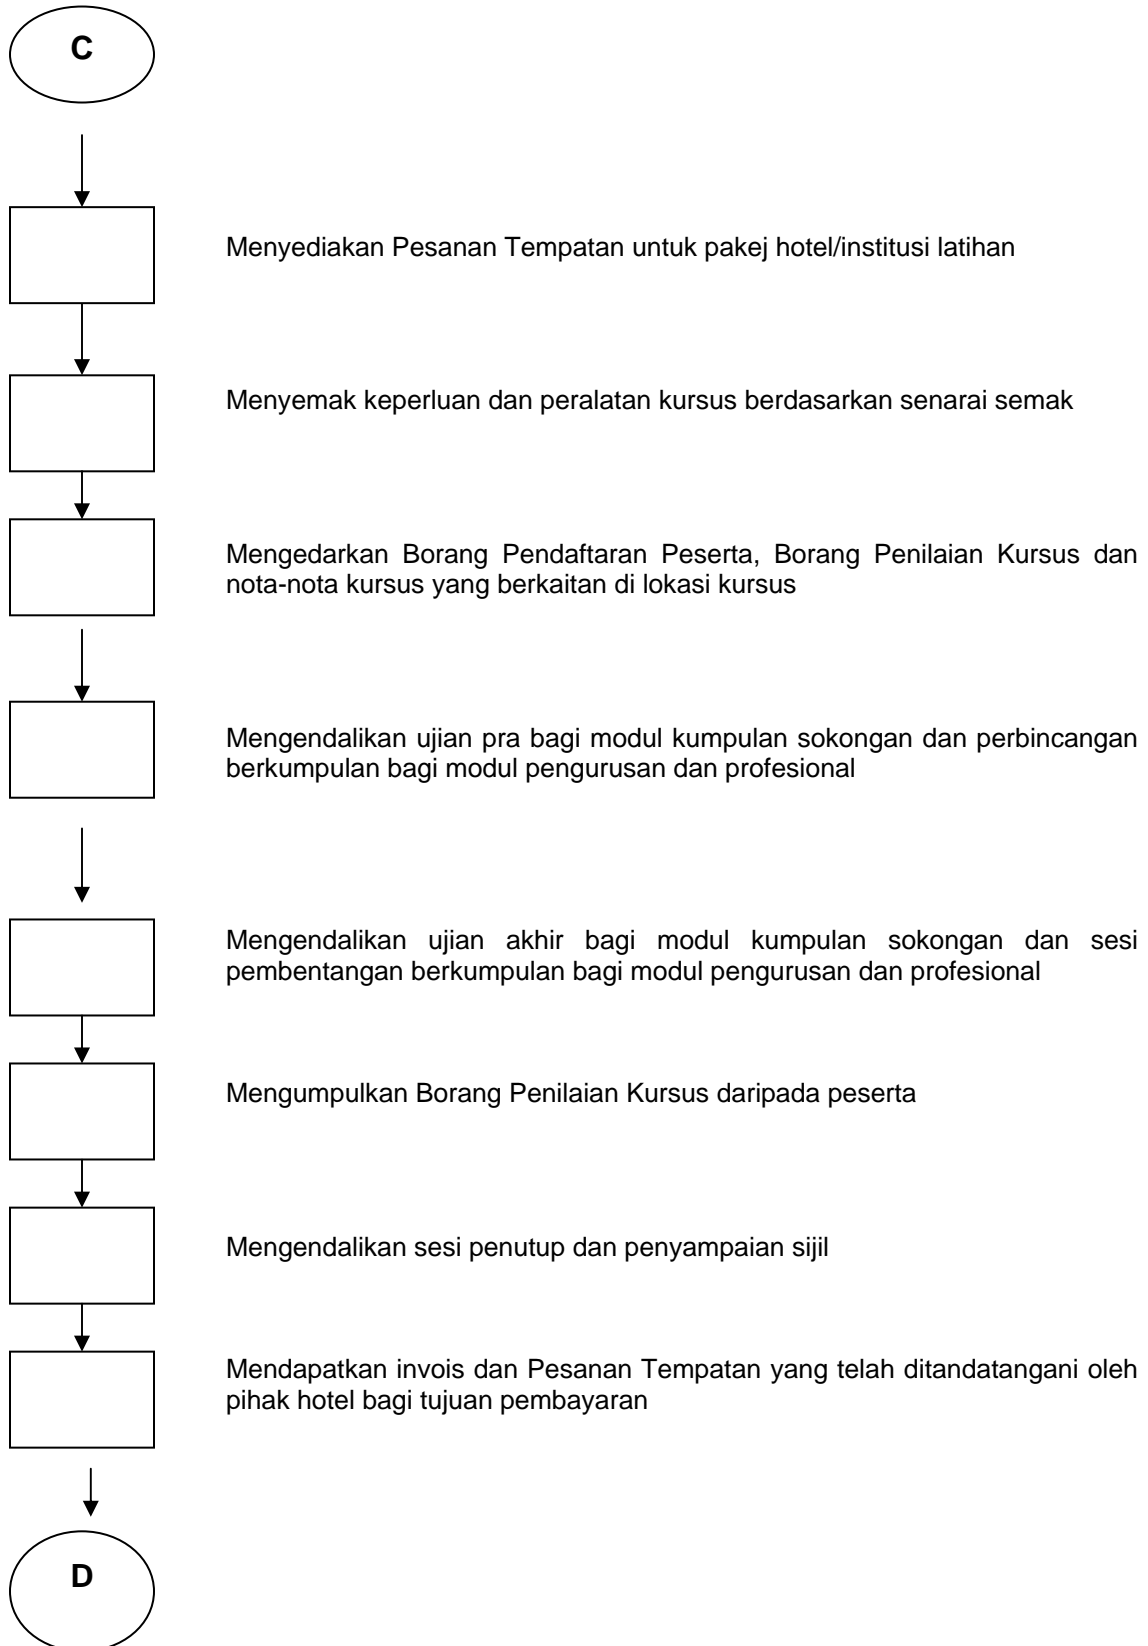 C
Menyediakan Pesanan Tempatan untuk pakej hotel/institusi latihan
Menyemak keperluan dan peralatan kursus berdasarkan senarai semak
Mengedarkan Borang Pendaftaran Peserta, Borang Penilaian Kursus dan
nota-nota kursus yang berkaitan di lokasi kursus
Mengendalikan ujian pra bagi modul kumpulan sokongan dan perbincangan
berkumpulan bagi modul pengurusan dan profesional
Mengendalikan ujian akhir bagi modul kumpulan sokongan dan sesi
pembentangan berkumpulan bagi modul pengurusan dan profesional
Mengumpulkan Borang Penilaian Kursus daripada peserta
Mengendalikan sesi penutup dan penyampaian sijil
Mendapatkan invois dan Pesanan Tempatan yang telah ditandatangani oleh
pihak hotel bagi tujuan pembayaran
D